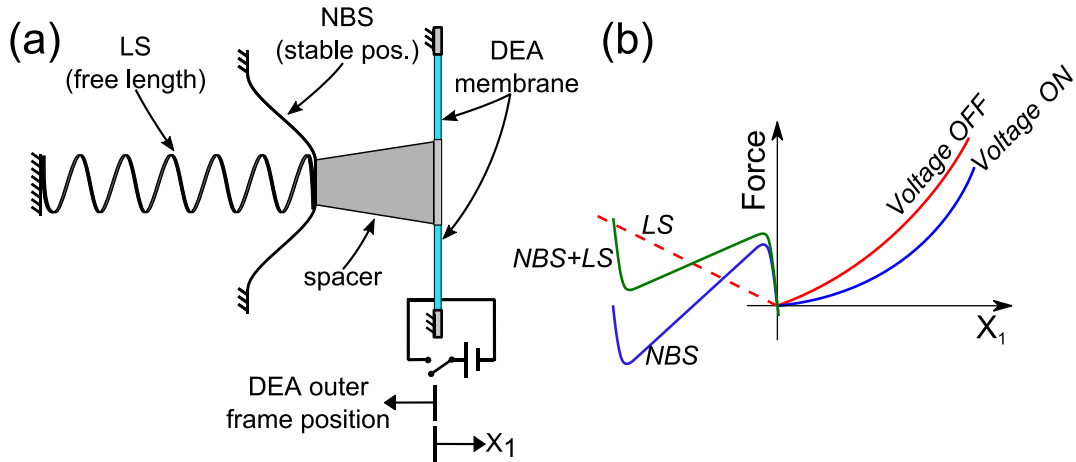 (a)
LS
(free length)
NBS
(stable pos.)
DEA
membrane
spacer
DEA outer
frame position
X1
(b)
Force
Voltage OFF
Voltage ON
LS
NBS+LS
NBS
X1